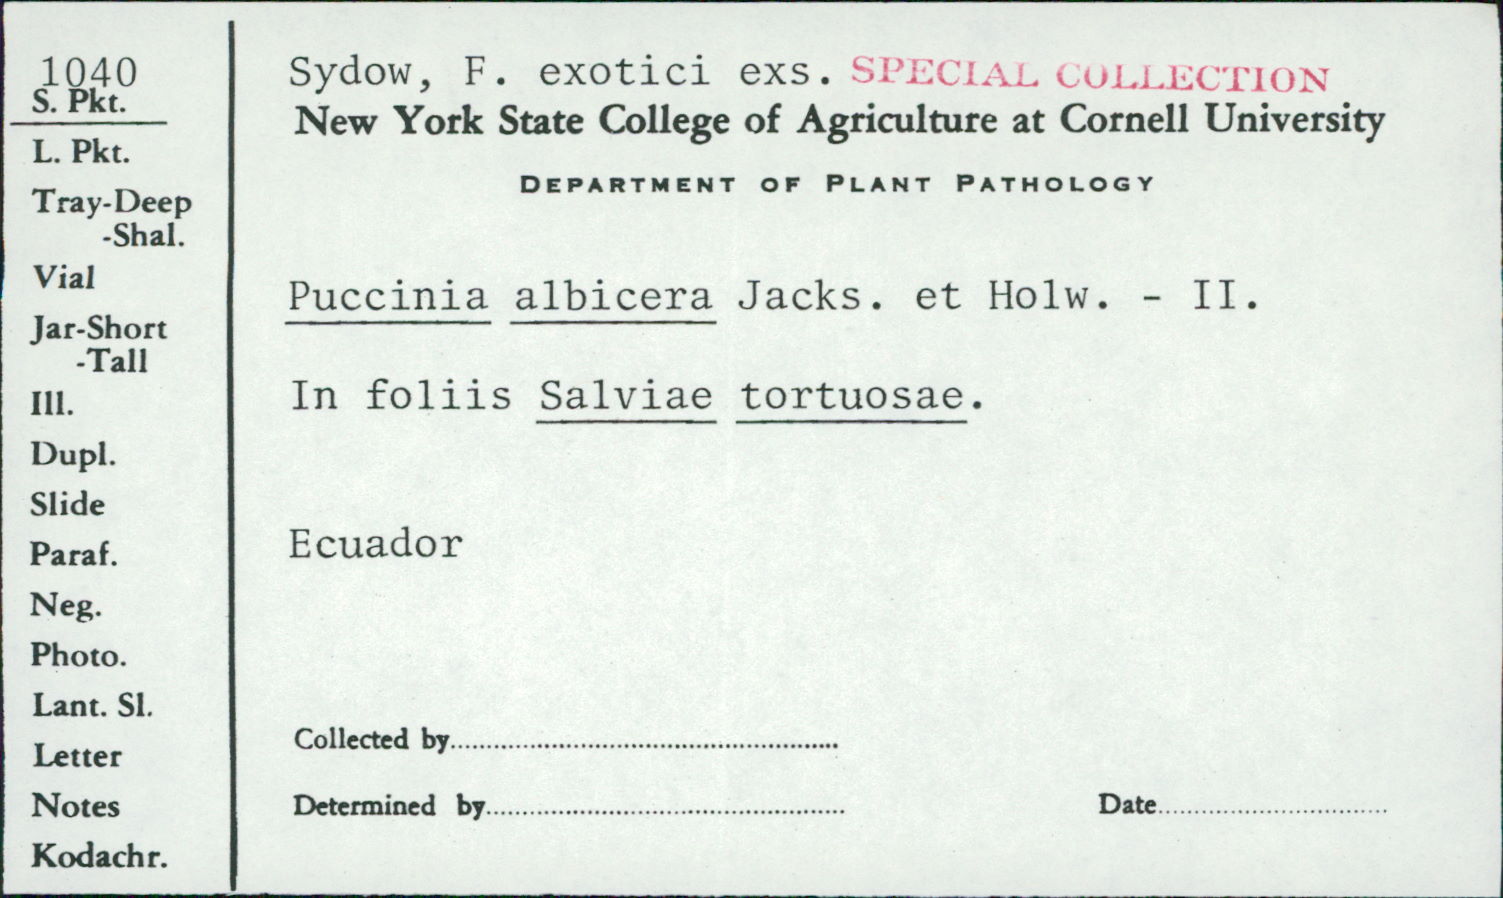 1040
S. Pkt.
L. Pkt.
Tray-Deep
-Shal.
Vial
Jar-Short
-Tall
Ill.
Dupl.
Slide
Paraf.
Neg.
Photo.
Lant. Sl.
Letter
Notes
Kodachr.
Sydow, F. exotici exs. SPECIAL COLLECTION
New York State College of Agriculture at Cornell University
DEPARTMENT OF PLANT PATHOLOGY
Puccinia albicera Jacks. et Holw. - II.
In foliis Salviae tortuosae.
Ecuador
Collected by
Determined by
Date